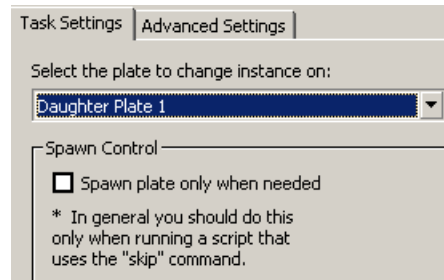 Task Settings Advanced Settings
Select the plate to change instance on:
Daughter Plate 1
Spawn Control
Spawn plate only when needed
* In general you should do this
only when running a script that
uses the "skip" command.